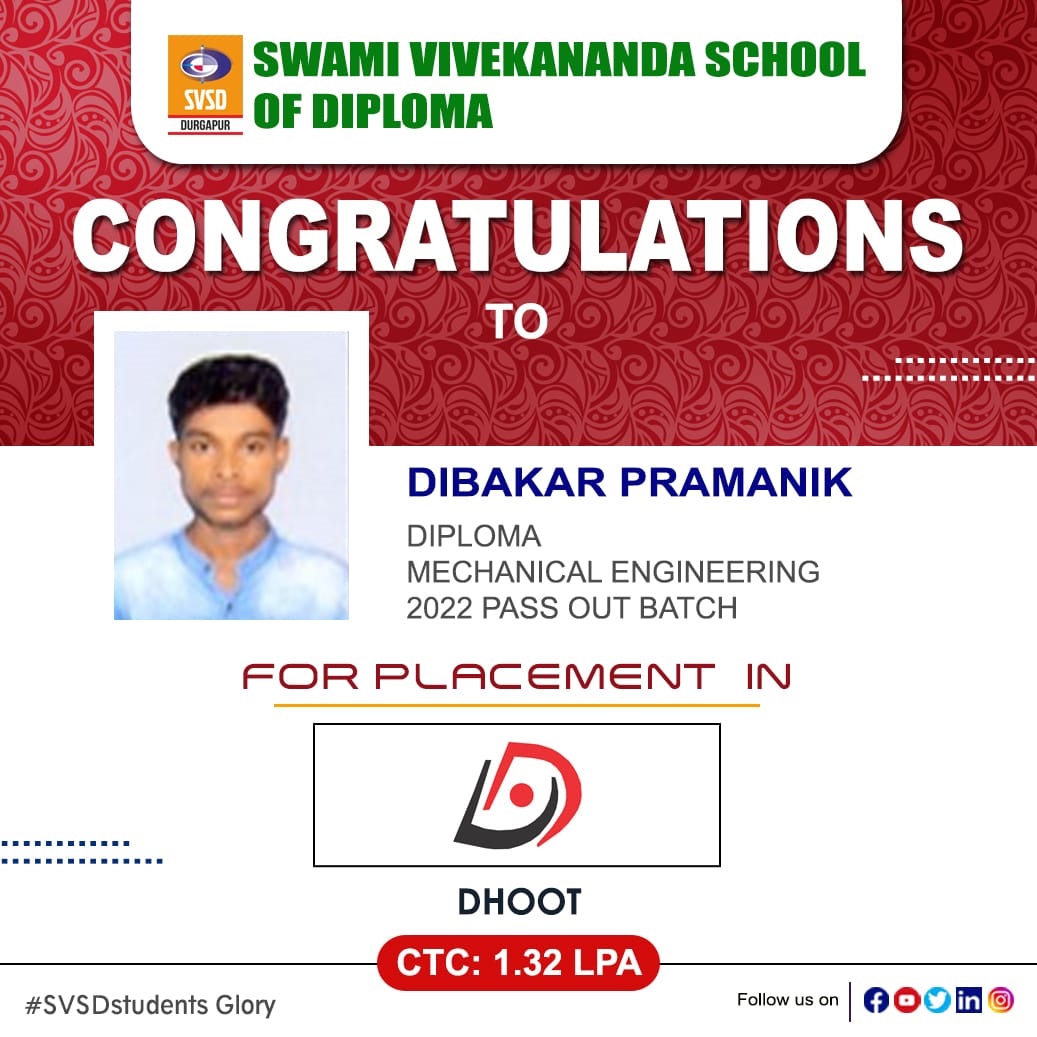 SVSD
DURGAPUR
SWAMI VIVEKANANDA SCHOOL
OF DIPLOMA
CONGRATULATIONS
TO
DIBAKAR PRAMANIK
DIPLOMA
MECHANICAL ENGINEERING
2022 PASS OUT BATCH
FOR PLACEMENT IN
DHOOT
CTC: 1.32 LPA
#SVSDstudents Glory
Follow us on